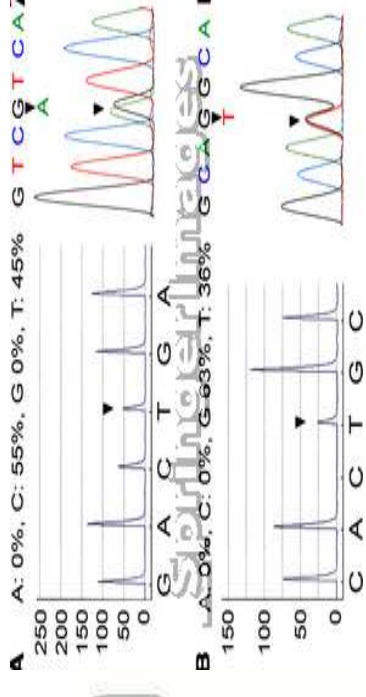 A
A: 0%, C: 55%, G 0%, T: 45%
250
200
150
100
50
0
G A C T G A
G T C G T C A
A
B
A: 0%, C: 0%, G 63%, T: 36%
150
100
50
0
C A C T G C
G C A G G C A
T
SpringerImages